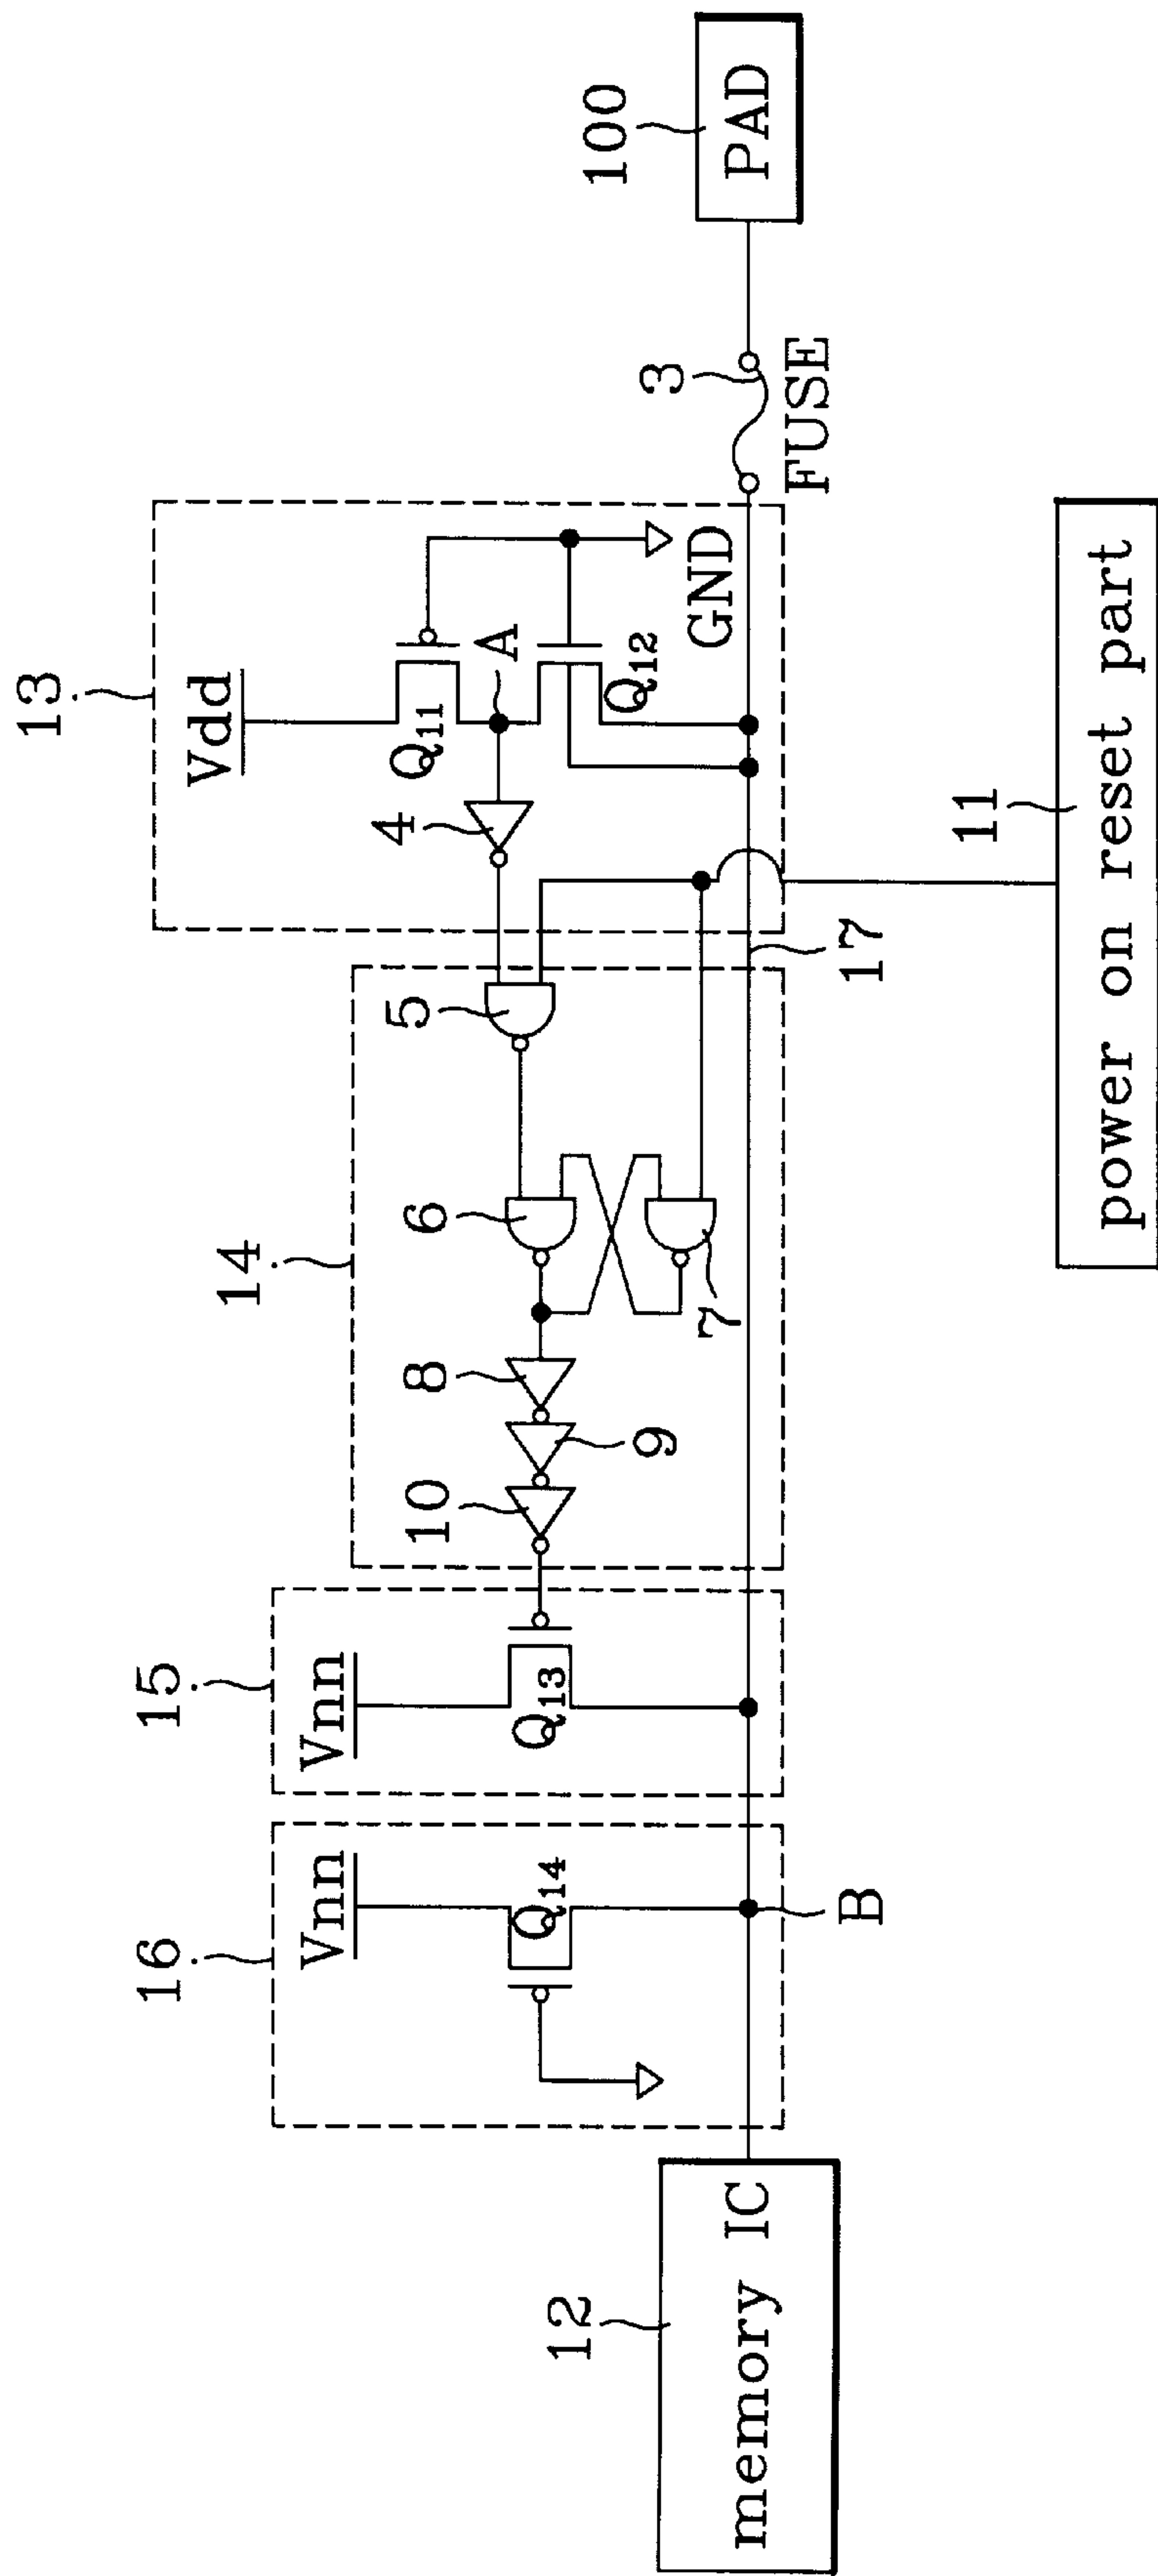 16
Vnn
Q14
15
Vnn
Q13
14
10
8
9
6
7
5
13
Vdd
Q11
4
A
Q12
GND
12
memory IC
B
17
FUSE
3
100
PAD
11
power on reset part